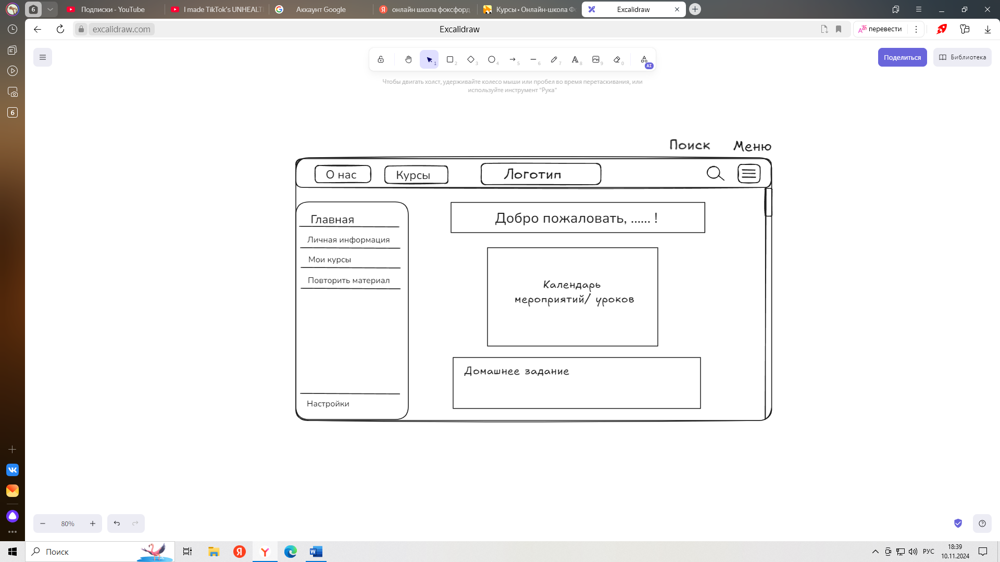 6
Подписки - YouTube
I made TikTok's UNHEALT
Аккаунт Google
онлайн школа фоксфорд
Курсы • Онлайн-школа Ф
Excalidraw
excalidraw.com
Excalidraw
перевести
6
1
2
3
4
5
6
7
8
9
0
AI
Поделиться
Библиотека
Чтобы двигать холст, удерживайте колесо мыши или пробел во время перетаскивания, или
используйте инструмент "Рука"
Поиск
Меню
О нас
Курсы
Логотип
Главная
Личная информация
Мои курсы
Повторить материал
Настройки
Добро пожаловать, ...... !
Календарь
мероприятий/ уроков
Домашнее задание
80%
Поиск
РУС
18:39
10.11.2024